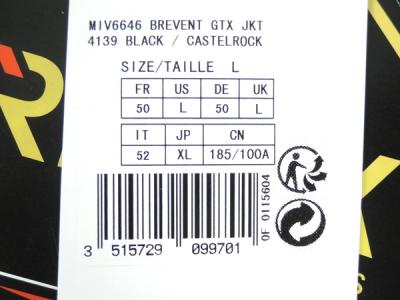 MIV6646 BREVENT GTX JKT
4139 BLACK / CASTELROCK
SIZE/TAILLE L
FR US DE UK
50 L 50 L
IT JP CN
52 XL 185/100A
0F 0115604
3 515729 099701